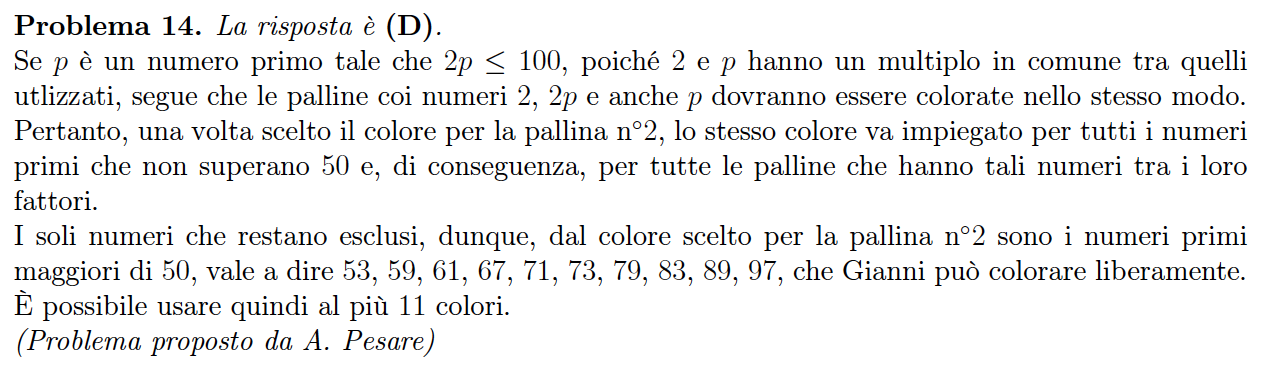 Problema 14. La risposta è (D).
Se p è un numero primo tale che 2p ≤ 100, poiché 2 e p hanno un multiplo in comune tra quelli
utlizzati, segue che le palline coi numeri 2, 2p e anche p dovranno essere colorate nello stesso modo.
Pertanto, una volta scelto il colore per la pallina n°2, lo stesso colore va impiegato per tutti i numeri
primi che non superano 50 e, di conseguenza, per tutte le palline che hanno tali numeri tra i loro
fattori.
I soli numeri che restano esclusi, dunque, dal colore scelto per la pallina n°2 sono i numeri primi
maggiori di 50, vale a dire 53, 59, 61, 67, 71, 73, 79, 83, 89, 97, che Gianni può colorare liberamente.
È possibile usare quindi al più 11 colori.
(Problema proposto da A. Pesare)